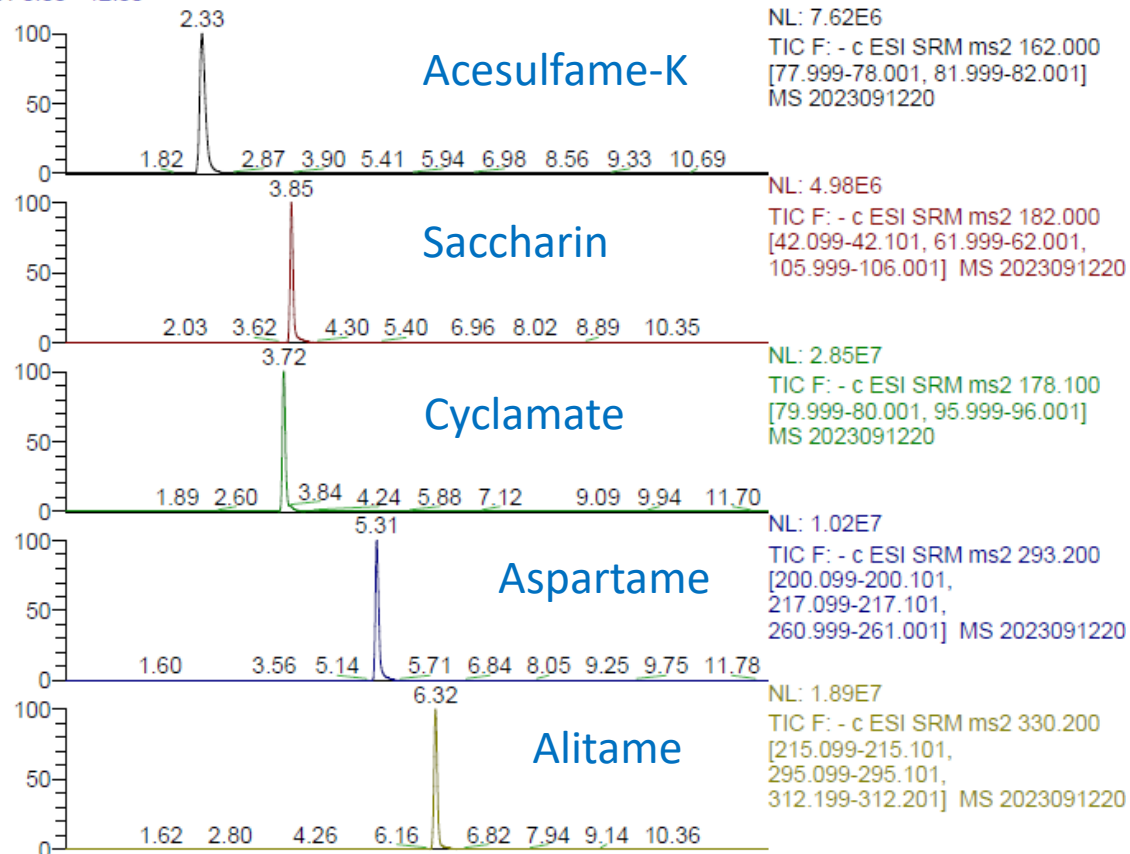 NL: 7.62E6
2.33
100
TIC F: - c ESI SRM ms2 162.000
[77.999-78.001, 81.999-82.001]
MS 2023091220
Acesulfame-K
50
1.82 2.87 3.90 5.41 5.94 6.98 8.56 9.33 10.69
0
3.85
NL: 4.98E6
100
TIC F: - c ESI SRM ms2 182.000
[42.099-42.101, 61.999-62.001,
105.999-106.001] MS 2023091220
Saccharin
50
2.03 3.62 4.30 5.40 6.96 8.02 8.89 10.35
0
3.72
NL: 2.85E7
100
TIC F: - c ESI SRM ms2 178.100
[79.999-80.001, 95.999-96.001]
MS 2023091220
Cyclamate
50
1.89 2.60 3.84 4.24 5.88 7.12 9.09 9.94 11.70
0
5.31
NL: 1.02E7
100
TIC F: - c ESI SRM ms2 293.200
[200.099-200.101,
217.099-217.101,
260.999-261.001] MS 2023091220
Aspartame
50
1.60 3.56 5.14 5.71 6.84 8.05 9.25 9.75 11.78
0
6.32
NL: 1.89E7
100
TIC F: - c ESI SRM ms2 330.200
[215.099-215.101,
295.099-295.101,
312.199-312.201] MS 2023091220
Alitame
50
1.62 2.80 4.26 6.16 6.82 7.94 9.14 10.36
0